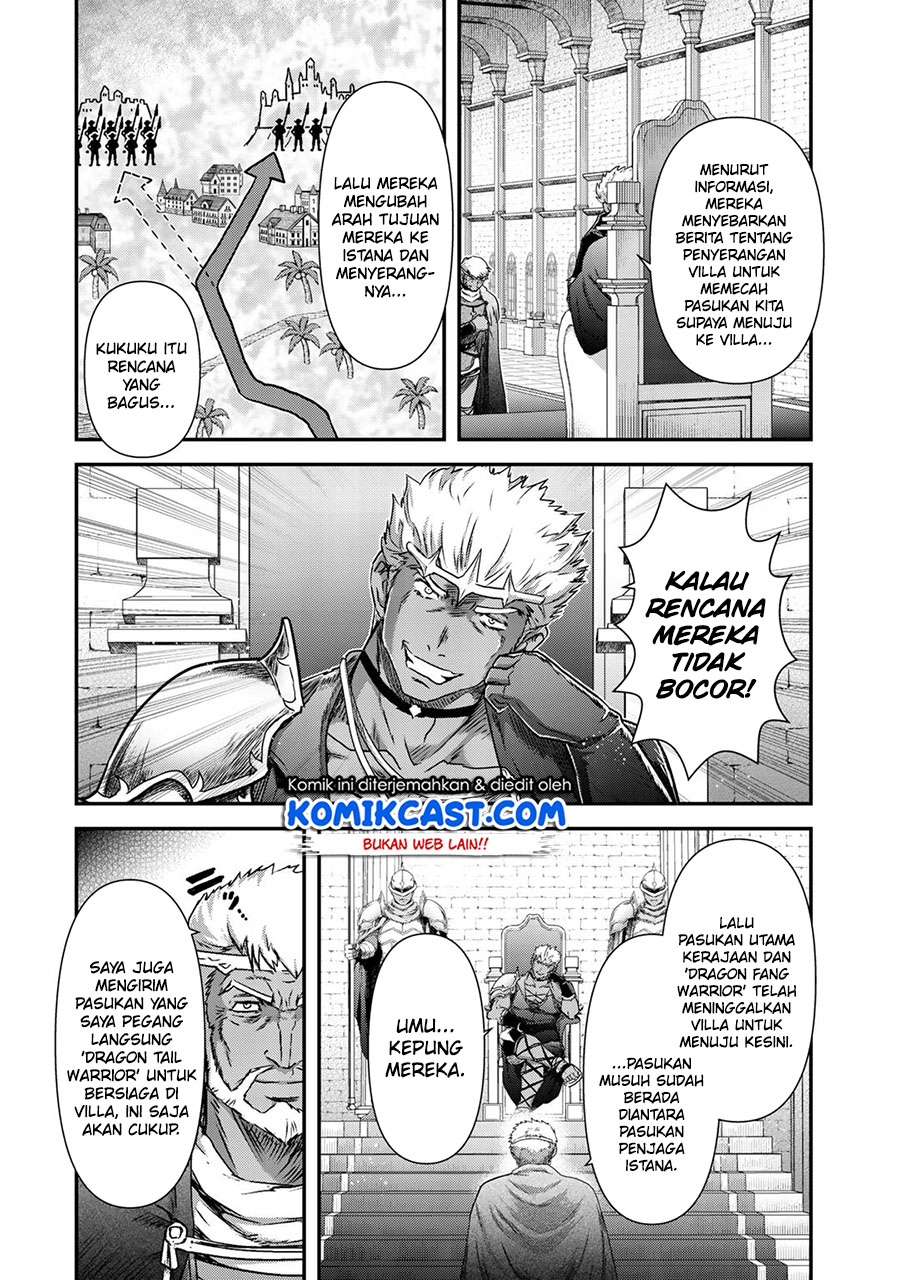 MENURUT
INFORMASI,
MEREKA
MENYEBARKAN
BERITA TENTANG
PENYERANGAN
VILLA UNTUK
MEMECAH
PASUKAN KITA
SUPAYA MENUJU
KE VILLA...
LALU MEREKA
MENGUBAH
ARAH TUJUAN
MEREKA KE
ISTANA DAN
MENYERANG-
NYA...
KUKUKU ITU
RENCANA
YANG
BAGUS...
KALAU
RENCANA
MEREKA
TIDAK
BOCOR!
Komik ini diterjemahkan & diedit oleh
KOMIKCAST.COM
BUKAN WEB LAIN!!
LALU
PASUKAN UTAMA
KERAJAAN DAN
'DRAGON FANG
WARRIOR' TELAH
MENINGGALKAN
VILLA UNTUK
MENUJU KESINI.
...PASUKAN
MUSUH SUDAH
BERADA
DIANTARA
PASUKAN
PENJAGA
ISTANA.
UMU...
KEPUNG
MEREKA.
SAYA JUGA
MENGIRIM
PASUKAN YANG
SAYA PEGANG
LANGSUNG
'DRAGON TAIL
WARRIOR' UNTUK
BERSIAGA DI
VILLA, INI SAJA
AKAN CUKUP.